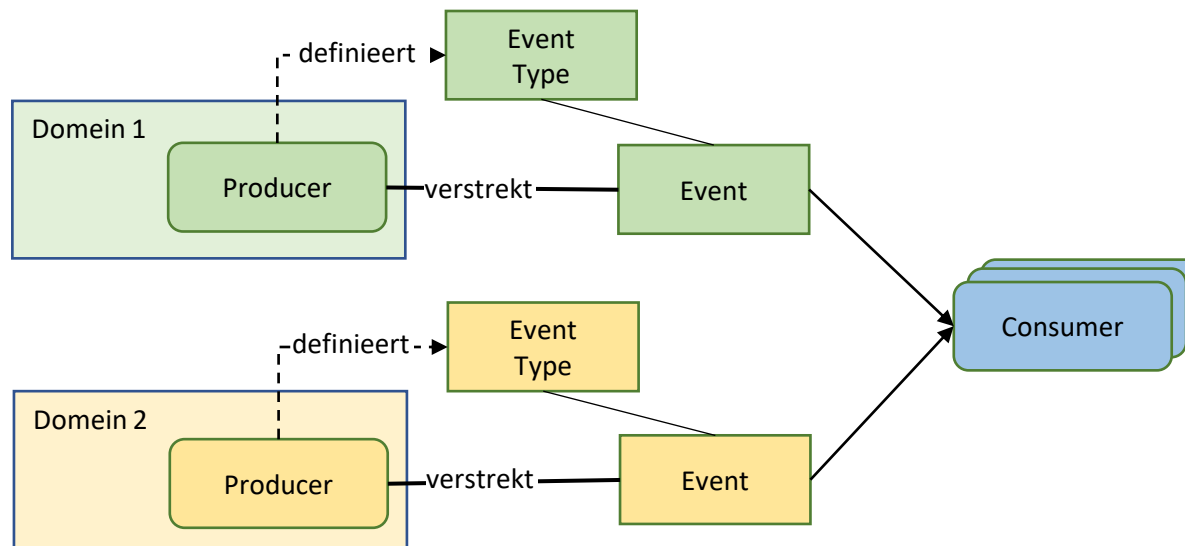 definieert
Event
Type
Domein 1
Producer
verstrekt
Event
Consumer
definieert
Event
Type
Domein 2
Producer
verstrekt
Event